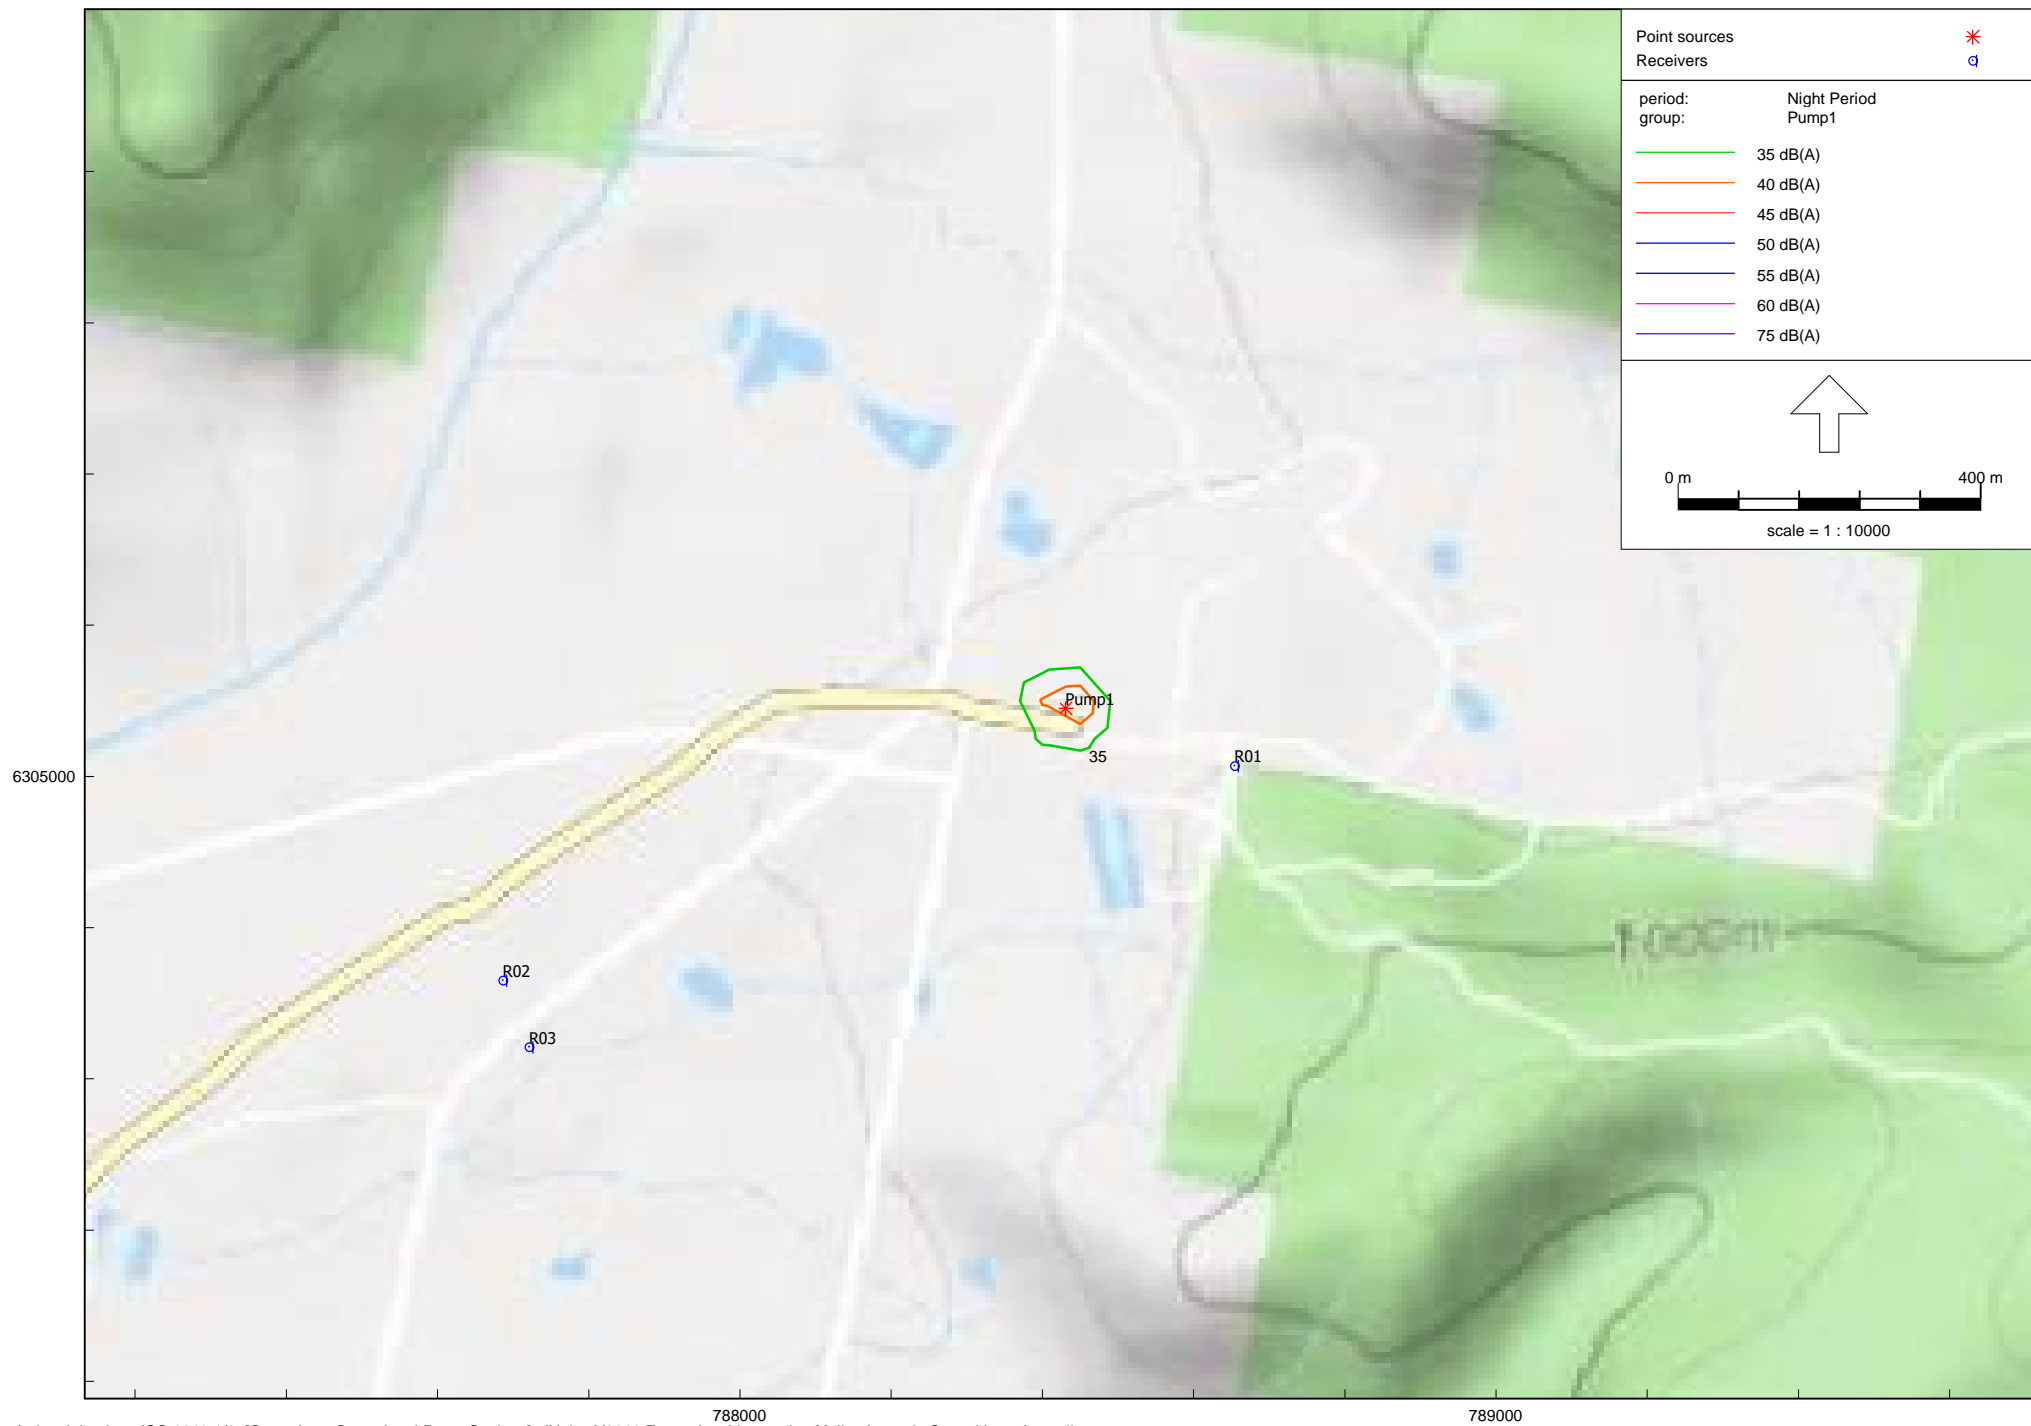 Point sources
Receivers
period: Night Period
group: Pump1
35 dB(A)
40 dB(A)
45 dB(A)
50 dB(A)
55 dB(A)
60 dB(A)
75 dB(A)
0 m 400 m
scale = 1 : 10000
Pump1
35
R01
6305000
R02
R03
788000
789000